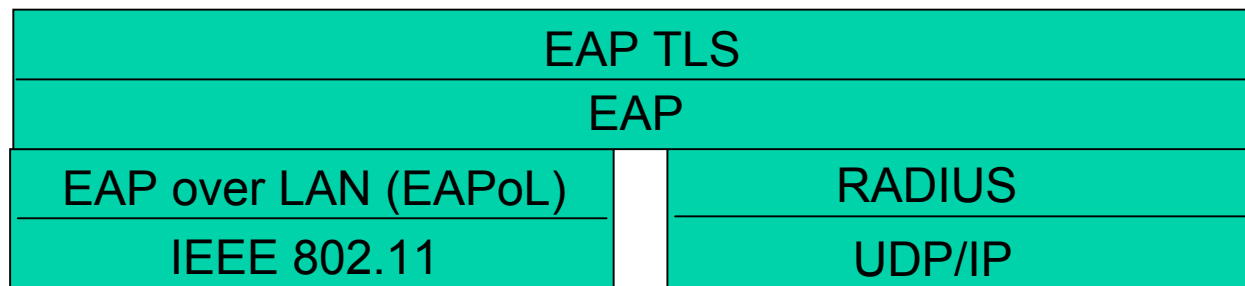 EAP TLS
EAP
EAP over LAN (EAPoL)
IEEE 802.11
RADIUS
UDP/IP